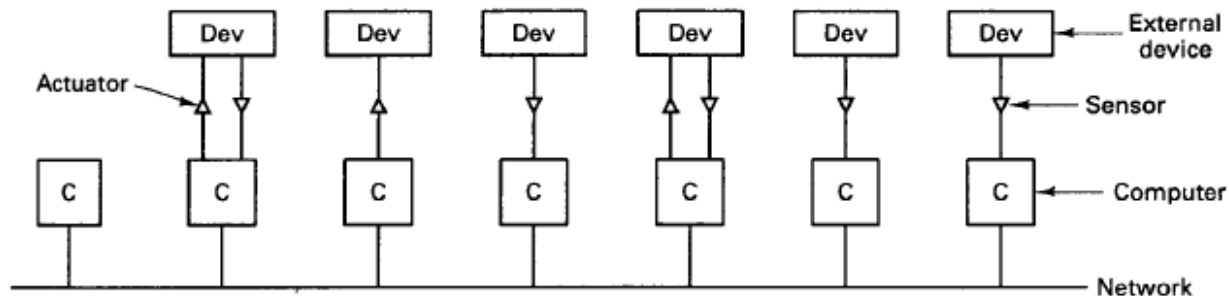 Dev Dev Dev Dev Dev Dev External
device
Actuator
Sensor
C C C C C C C Computer
Network